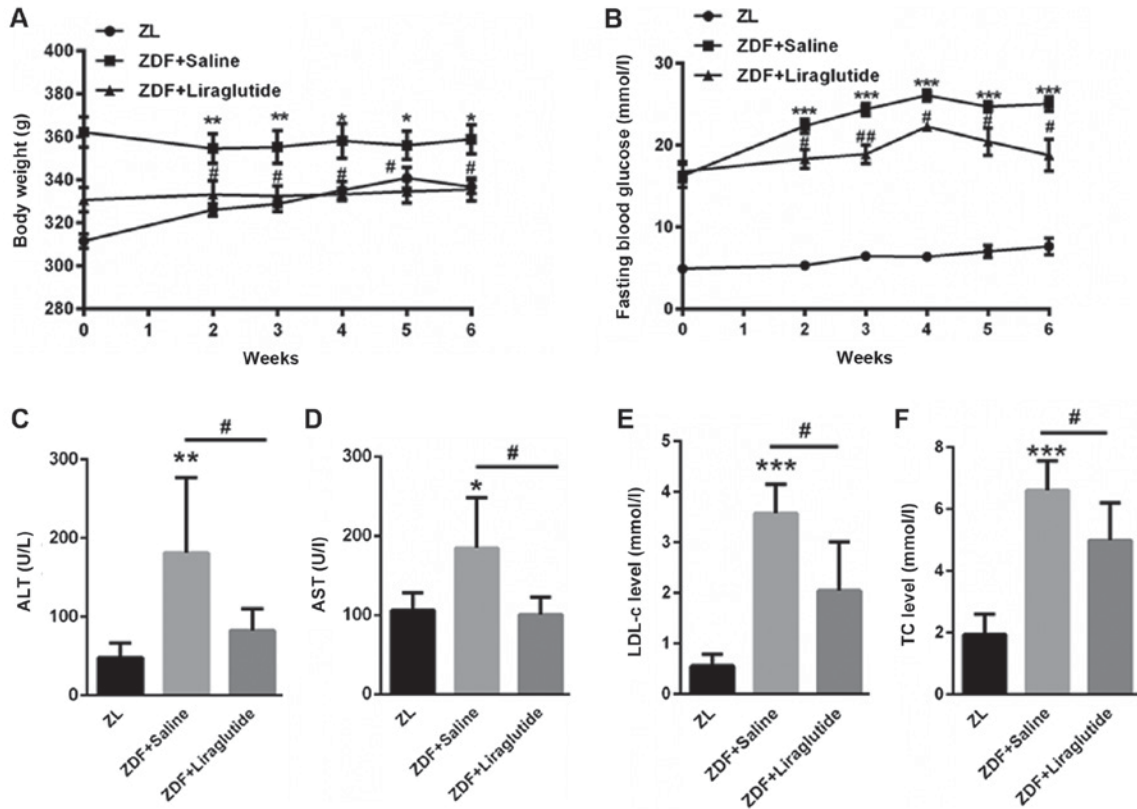 A
ZL
ZDF+Saline
ZDF+Liraglutide
400
380
360
340
320
300
280
Body weight (g)
** ** * * *
# # # # #
0 1 2 3 4 5 6
Weeks
B
ZL
ZDF+Saline
ZDF+Liraglutide
30
20
10
0
Fasting blood glucose (mmol/l)
*** *** *** *** ***
# ## # # #
0 1 2 3 4 5 6
Weeks
C
#
**
300
200
100
0
ALT (U/L)
ZL
ZDF+Saline
ZDF+Liraglutide
D
#
*
300
200
100
0
AST (U/l)
ZL
ZDF+Saline
ZDF+Liraglutide
E
#
***
5
4
3
2
1
0
LDL-c level (mmol/l)
ZL
ZDF+Saline
ZDF+Liraglutide
F
#
***
8
6
4
2
0
TC level (mmol/l)
ZL
ZDF+Saline
ZDF+Liraglutide